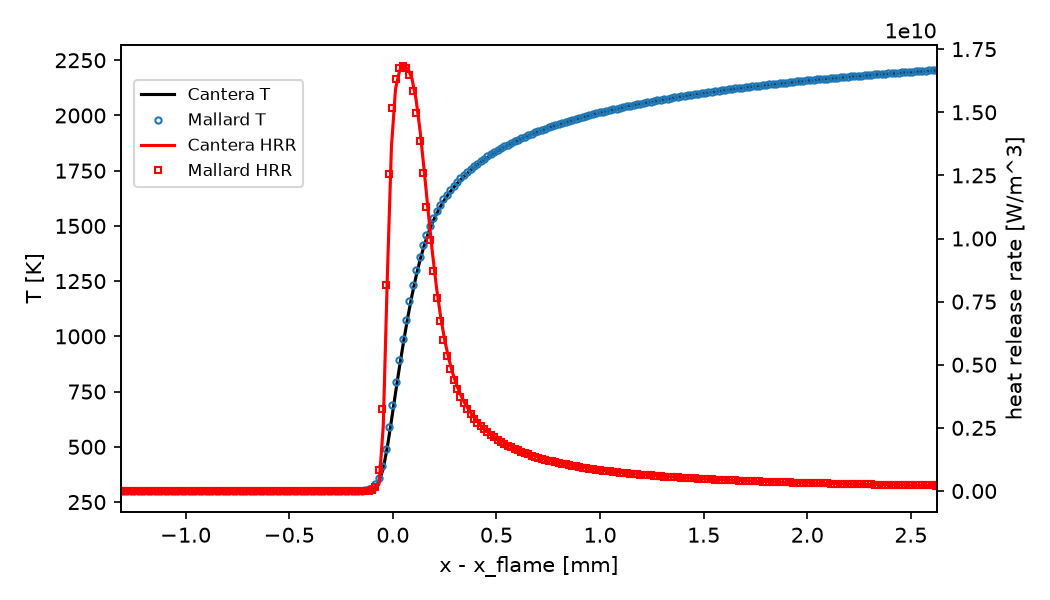 1e10
2250
2000
1750
1500
1250
1000
750
500
250
T [K]
Cantera T
Mallard T
Cantera HRR
Mallard HRR
1.75
1.50
1.25
1.00
0.75
0.50
0.25
0.00
heat release rate [W/m^3]
−1.0 −0.5 0.0 0.5 1.0 1.5 2.0 2.5
x - x_flame [mm]